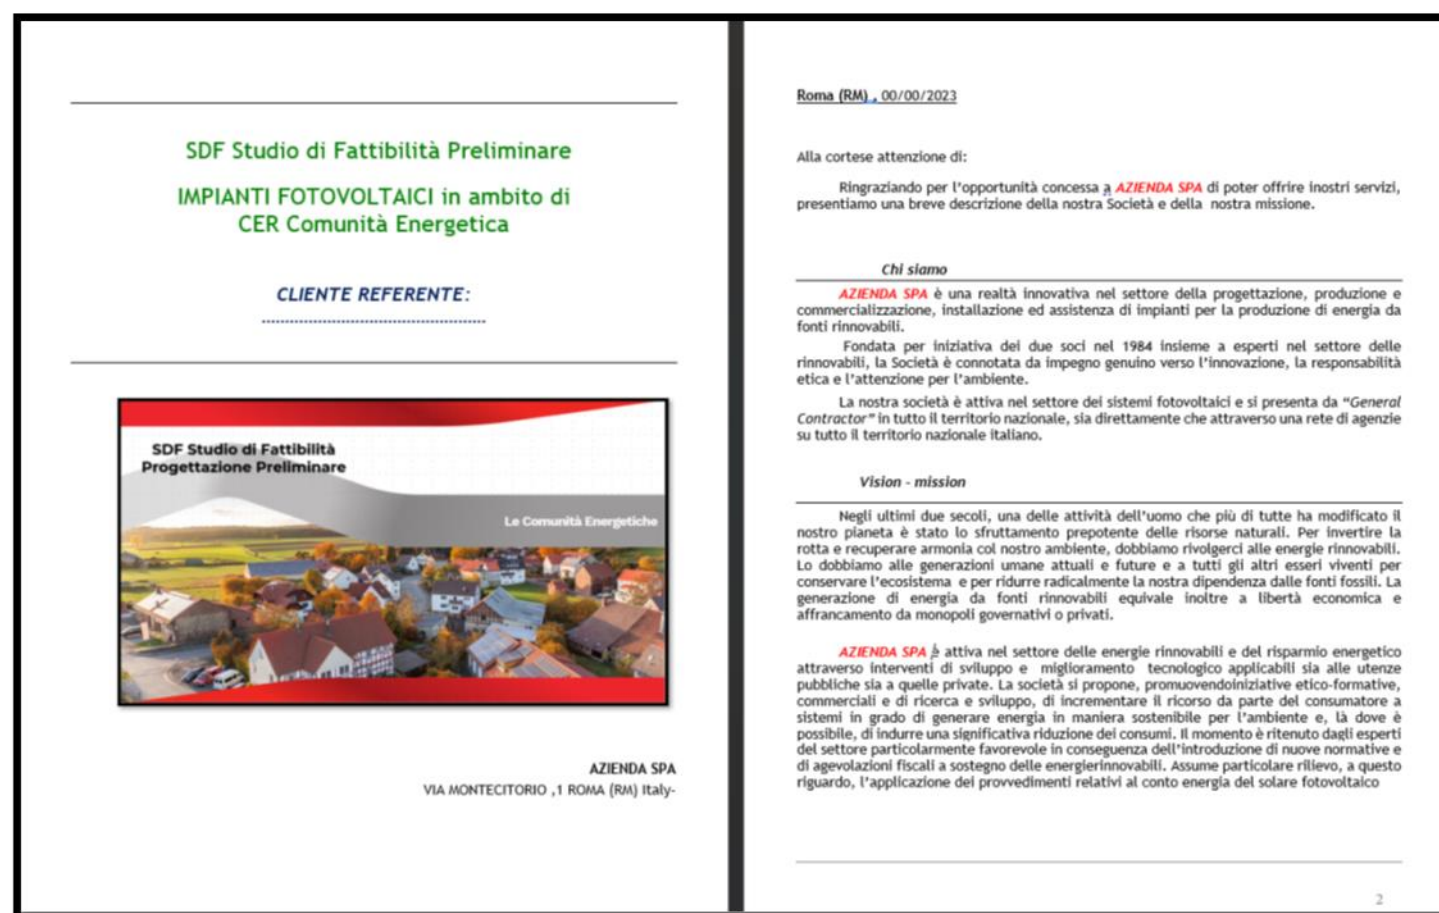 SDF Studio di Fattibilità Preliminare
IMPIANTI FOTOVOLTAICI in ambito di
CER Comunità Energetica
CLIENTE REFERENTE:
SDF Studio di Fattibilità
Progettazione Preliminare
Le Comunità Energetiche
AZIENDA SPA
VIA MONTECITORIO ,1 ROMA (RM) Italy-
Roma (RM) , 00/00/2023
Alla cortese attenzione di:
Ringraziando per l'opportunità concessa a AZIENDA SPA di poter offrire inostri servizi,
presentiamo una breve descrizione della nostra Società e della nostra missione.
Chi siamo
AZIENDA SPA è una realtà innovativa nel settore della progettazione, produzione e
commercializzazione, installazione ed assistenza di impianti per la produzione di energia da
fonti rinnovabili.
Fondata per iniziativa dei due soci nel 1984 insieme a esperti nel settore delle
rinnovabili, la Società è connotata da impegno genuino verso l'innovazione, la responsabilità
etica e l'attenzione per l'ambiente.
La nostra società è attiva nel settore dei sistemi fotovoltaici e si presenta da "General
Contractor" in tutto il territorio nazionale, sia direttamente che attraverso una rete di agenzie
su tutto il territorio nazionale italiano.
Vision - mission
Negli ultimi due secoli, una delle attività dell'uomo che più di tutte ha modificato il
nostro pianeta è stato lo sfruttamento prepotente delle risorse naturali. Per invertire la
rotta e recuperare armonia col nostro ambiente, dobbiamo rivolgerci alle energie rinnovabili.
Lo dobbiamo alle generazioni umane attuali e future e a tutti gli altri esseri viventi per
conservare l'ecosistema e per ridurre radicalmente la nostra dipendenza dalle fonti fossili. La
generazione di energia da fonti rinnovabili equivale inoltre a libertà economica e
affrancamento da monopoli governativi o privati.
AZIENDA SPA è attiva nel settore delle energie rinnovabili e del risparmio energetico
attraverso interventi di sviluppo e miglioramento tecnologico applicabili sia alle utenze
pubbliche sia a quelle private. La società si propone, promuovendoiniziative etico-formative,
commerciali e di ricerca e sviluppo, di incrementare il ricorso da parte del consumatore a
sistemi in grado di generare energia in maniera sostenibile per l'ambiente e, là dove è
possibile, di indurre una significativa riduzione dei consumi. Il momento è ritenuto dagli esperti
del settore particolarmente favorevole in conseguenza dell'introduzione di nuove normative e
di agevolazioni fiscali a sostegno delle energierinnovabili. Assume particolare rilievo, a questo
riguardo, l'applicazione dei provvedimenti relativi al conto energia del solare fotovoltaico
2